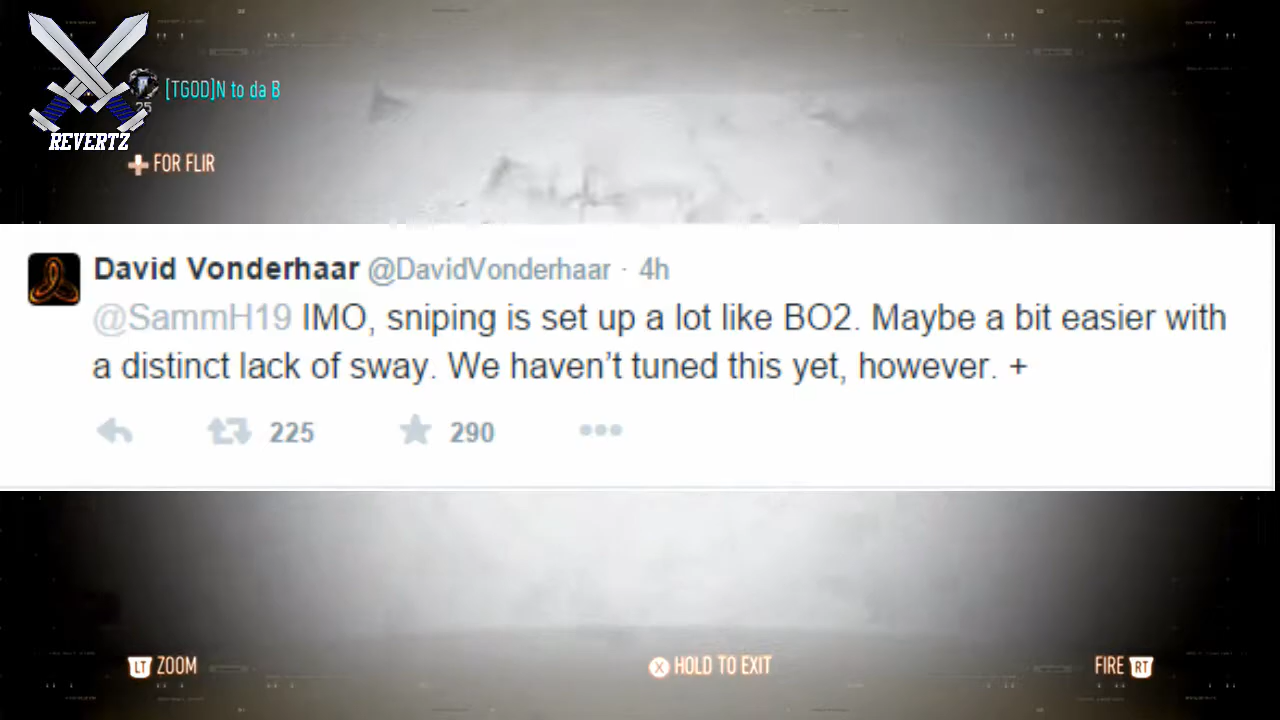 [TGOD]N to da B
25
REVERTZ
FOR FLIR
David Vonderhaar @DavidVonderhaar · 4h
@SammH19 IMO, sniping is set up a lot like BO2. Maybe a bit easier with
a distinct lack of sway. We haven’t tuned this yet, however. +
225 290
LT ZOOM X HOLD TO EXIT FIRE RT